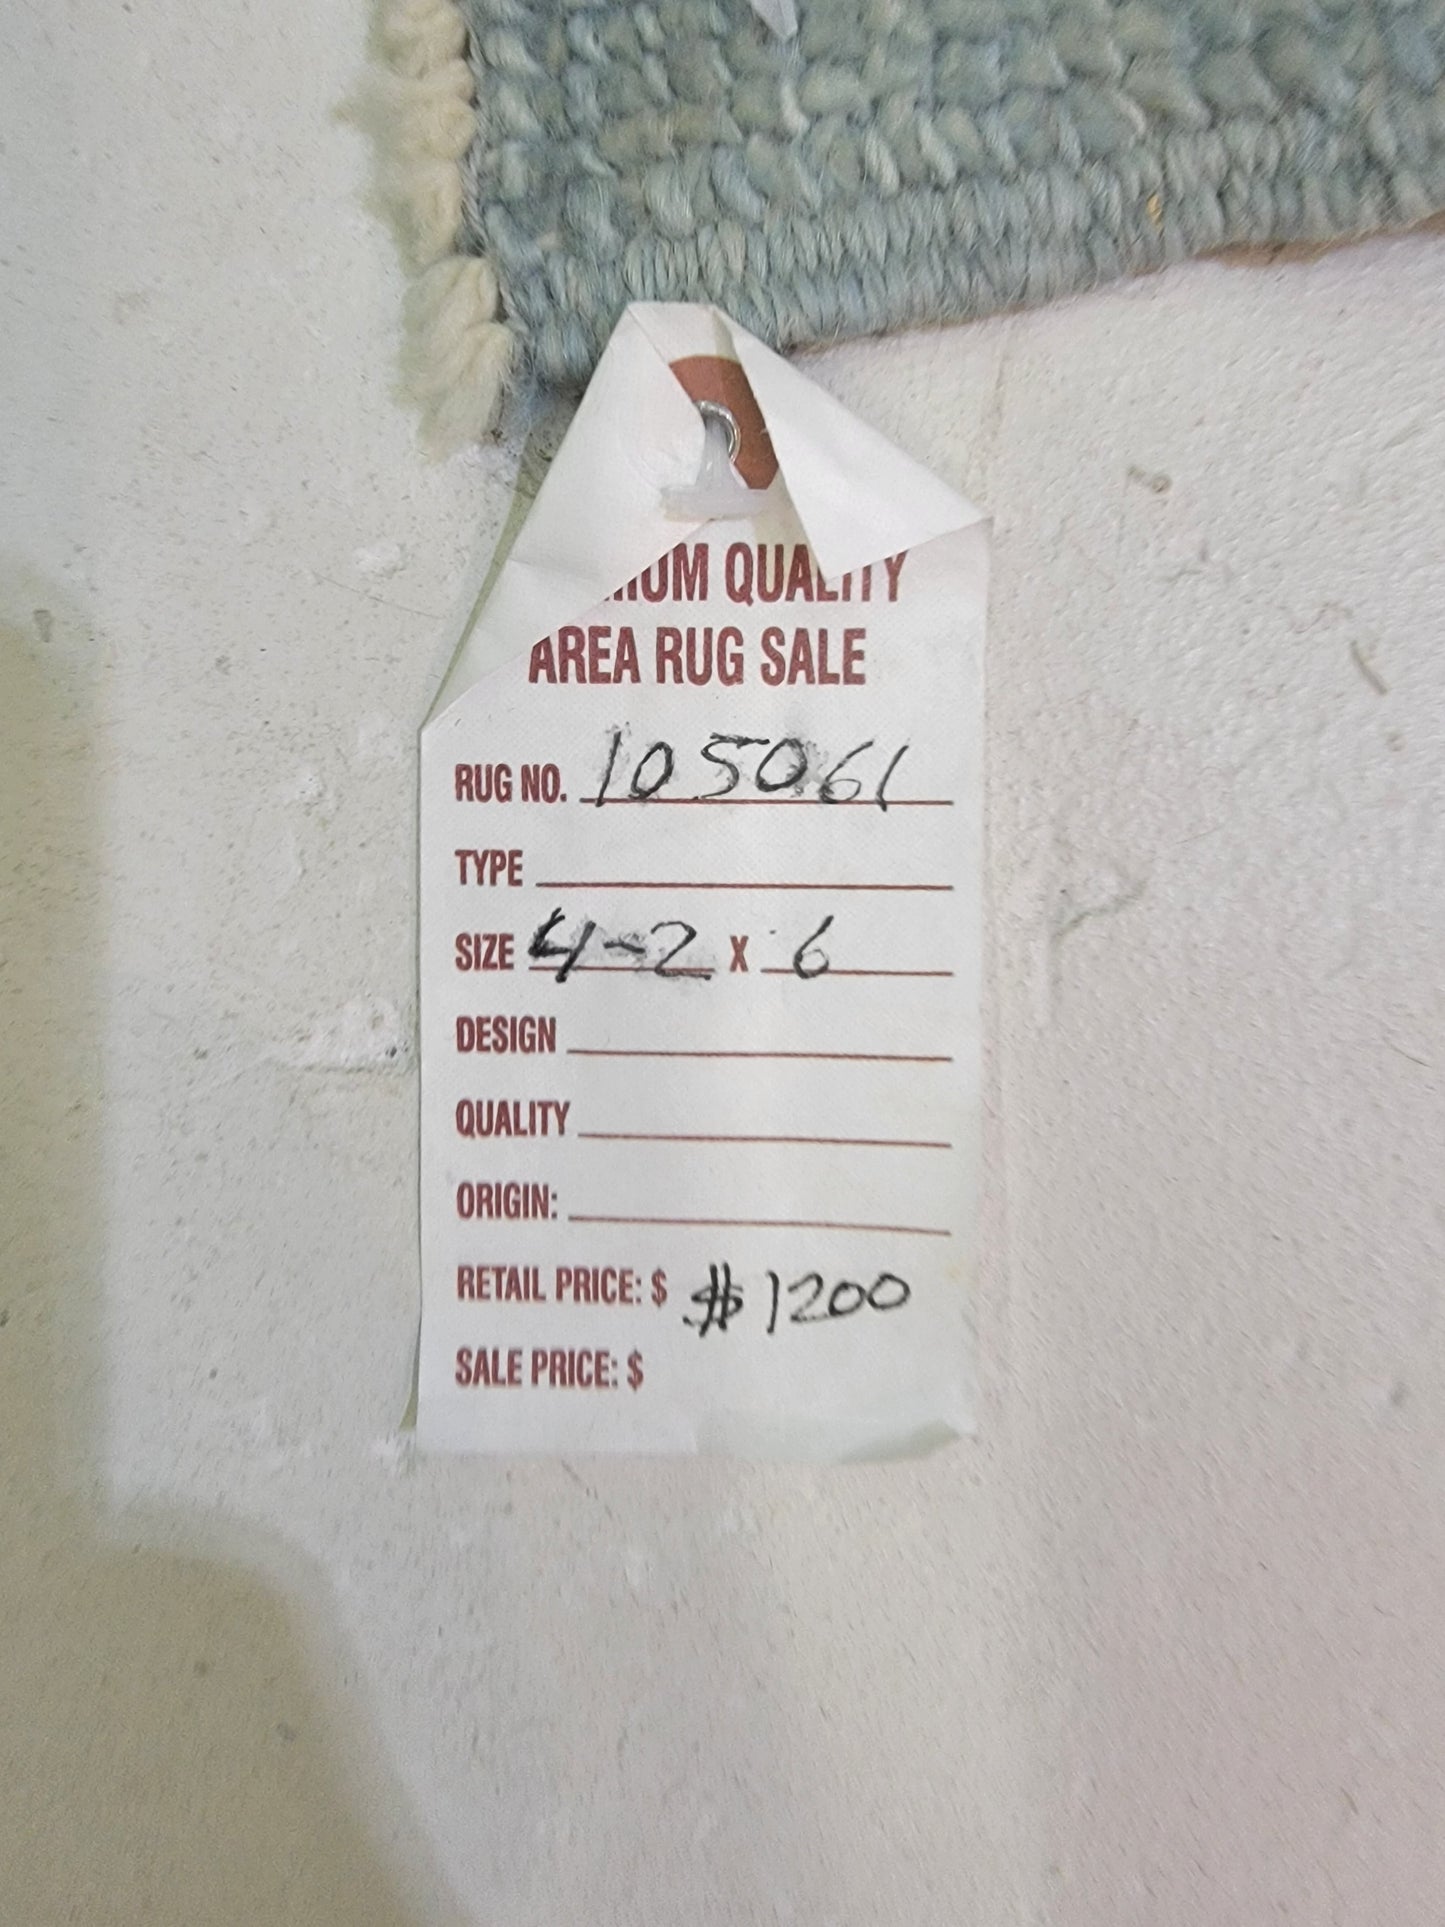 QUALITY
AREA RUG SALE
RUG NO. 105061
TYPE
SIZE 4-2 X 6
DESIGN
QUALITY
ORIGIN:
RETAIL PRICE: $ $1200
SALE PRICE: $